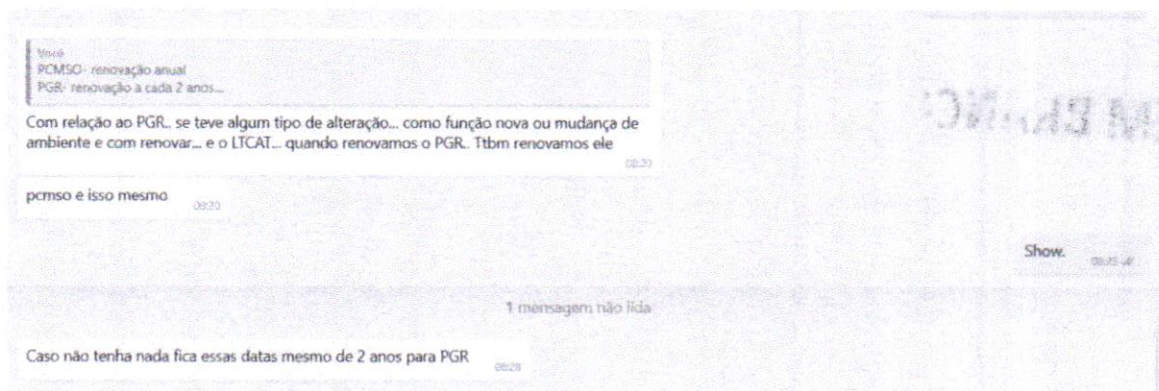 Você
PCMSO- renovação anual
PGR- renovação a cada 2 anos...
Com relação ao PGR.. se teve algum tipo de alteração... como função nova ou mudança de
ambiente e com renovar... e o LTCAT... quando renovamos o PGR.. Ttbm renovamos ele
pcmso e isso mesmo
09:20
Show.
1 mensagem não lida
Caso não tenha nada fica essas datas mesmo de 2 anos para PGR